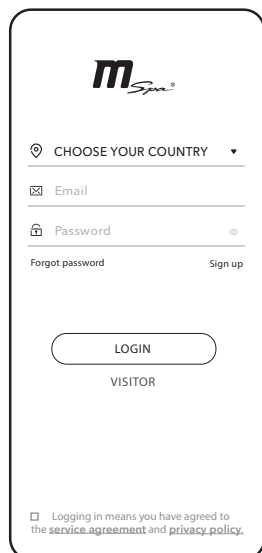 mSpa®
CHOOSE YOUR COUNTRY
Email
Password
Forgot password Sign up
LOGIN
VISITOR
Logging in means you have agreed to
the service agreement and privacy policy.